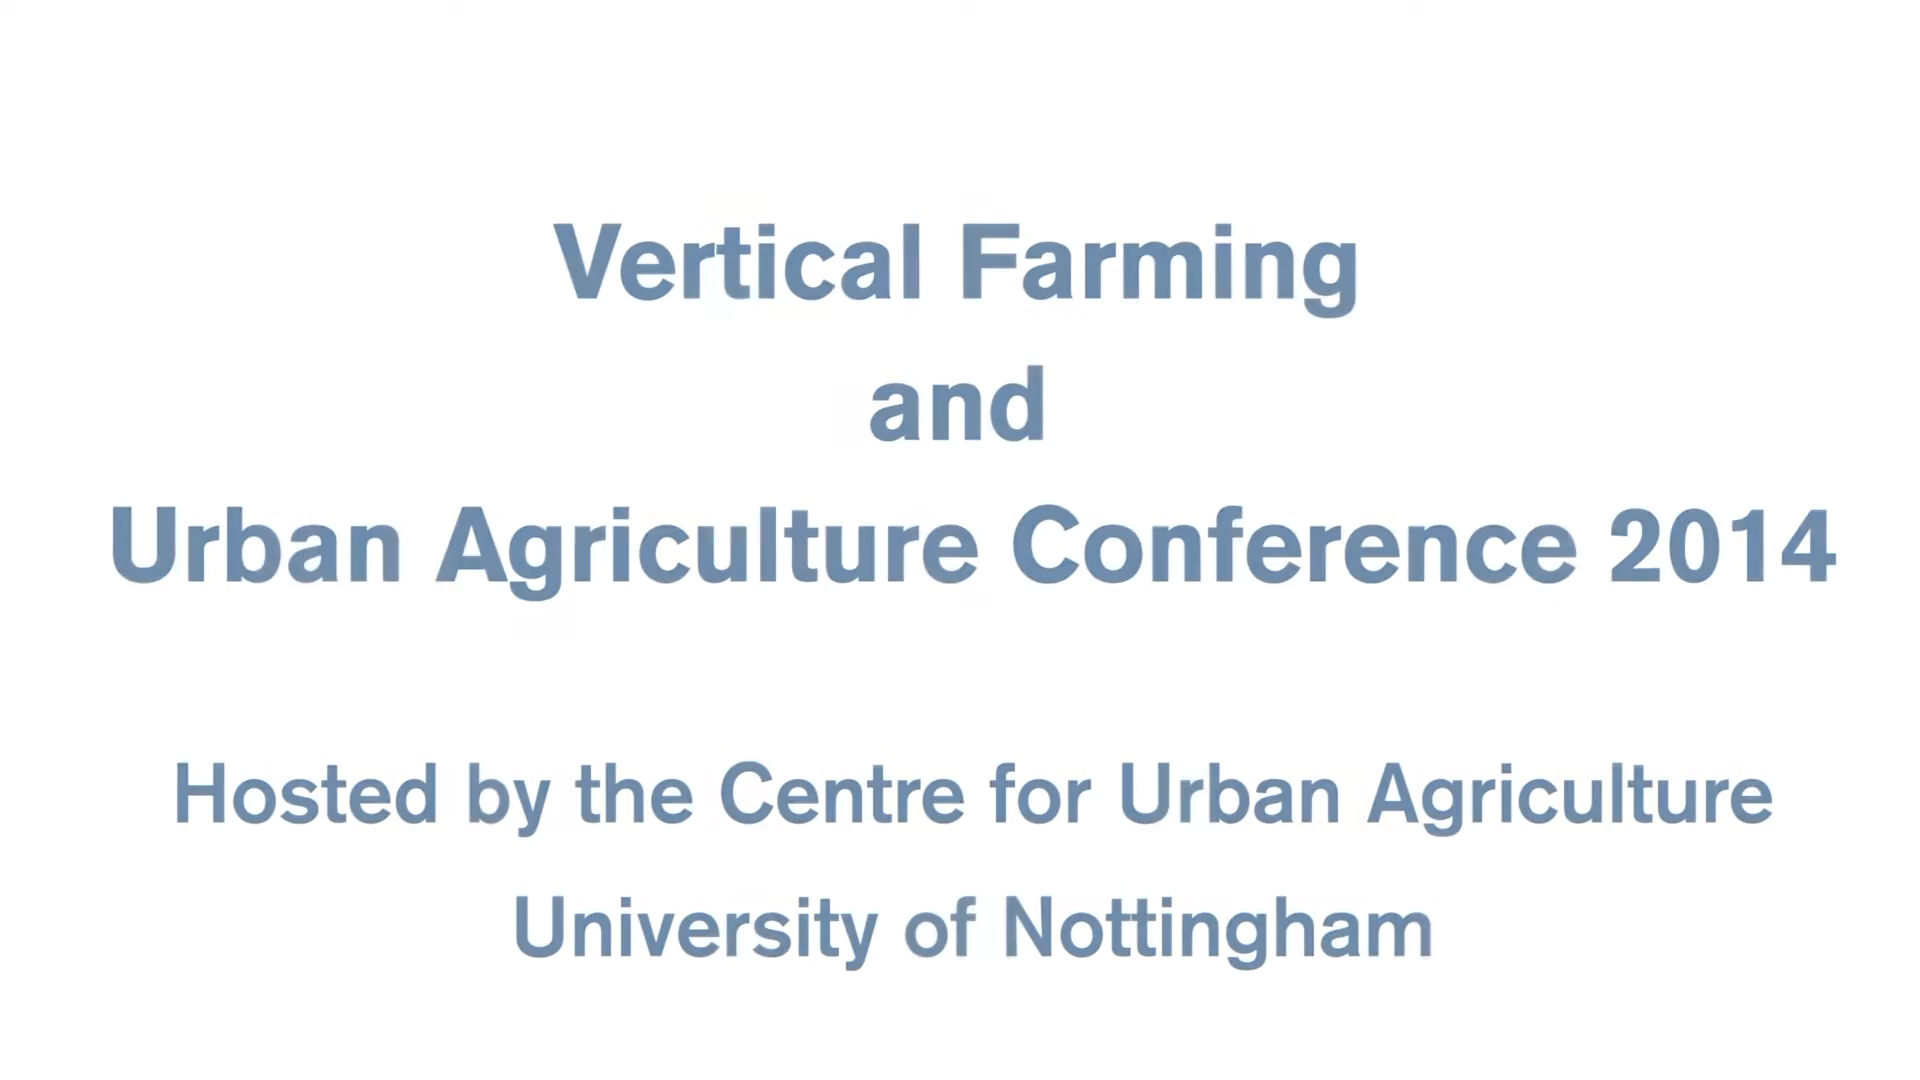 Vertical Farming
and
Urban Agriculture Conference 2014
Hosted by the Centre for Urban Agriculture
University of Nottingham